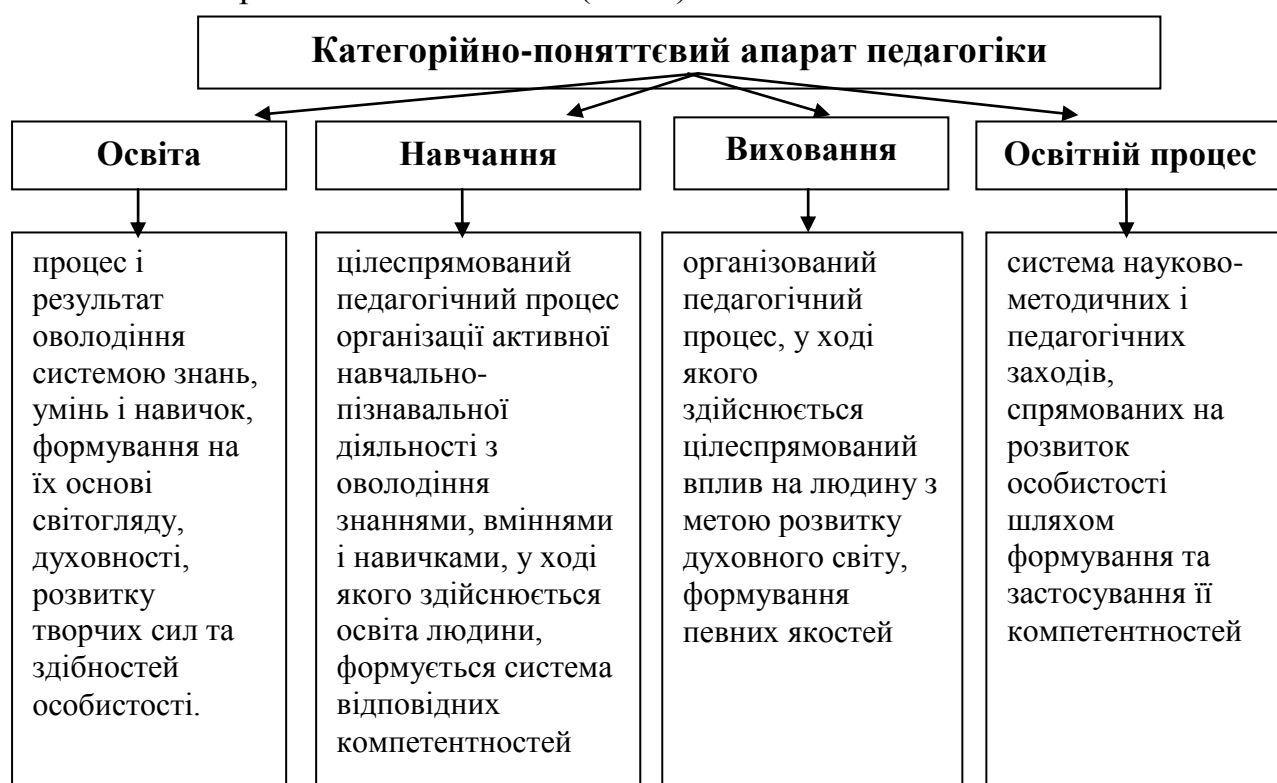 Категорійно-поняттєвий апарат педагогіки
Освіта
Навчання
Виховання
Освітній процес
процес і
результат
оволодіння
системою знань,
умінь і навичок,
формування на
їх основі
світогляду,
духовності,
розвитку
творчих сил та
здібностей
особистості.
цілеспрямований
педагогічний процес
організації активної
навчально-
пізнавальної
діяльності з
оволодіння
знаннями, вміннями
і навичками, у ході
якого здійснюється
освіта людини,
формується система
відповідних
компетентностей
організований
педагогічний
процес, у ході
якого
здійснюється
цілеспрямований
вплив на людину з
метою розвитку
духовного світу,
формування
певних якостей
система науково-
методичних і
педагогічних
заходів,
спрямованих на
розвиток
особистості
шляхом
формування та
застосування її
компетентностей